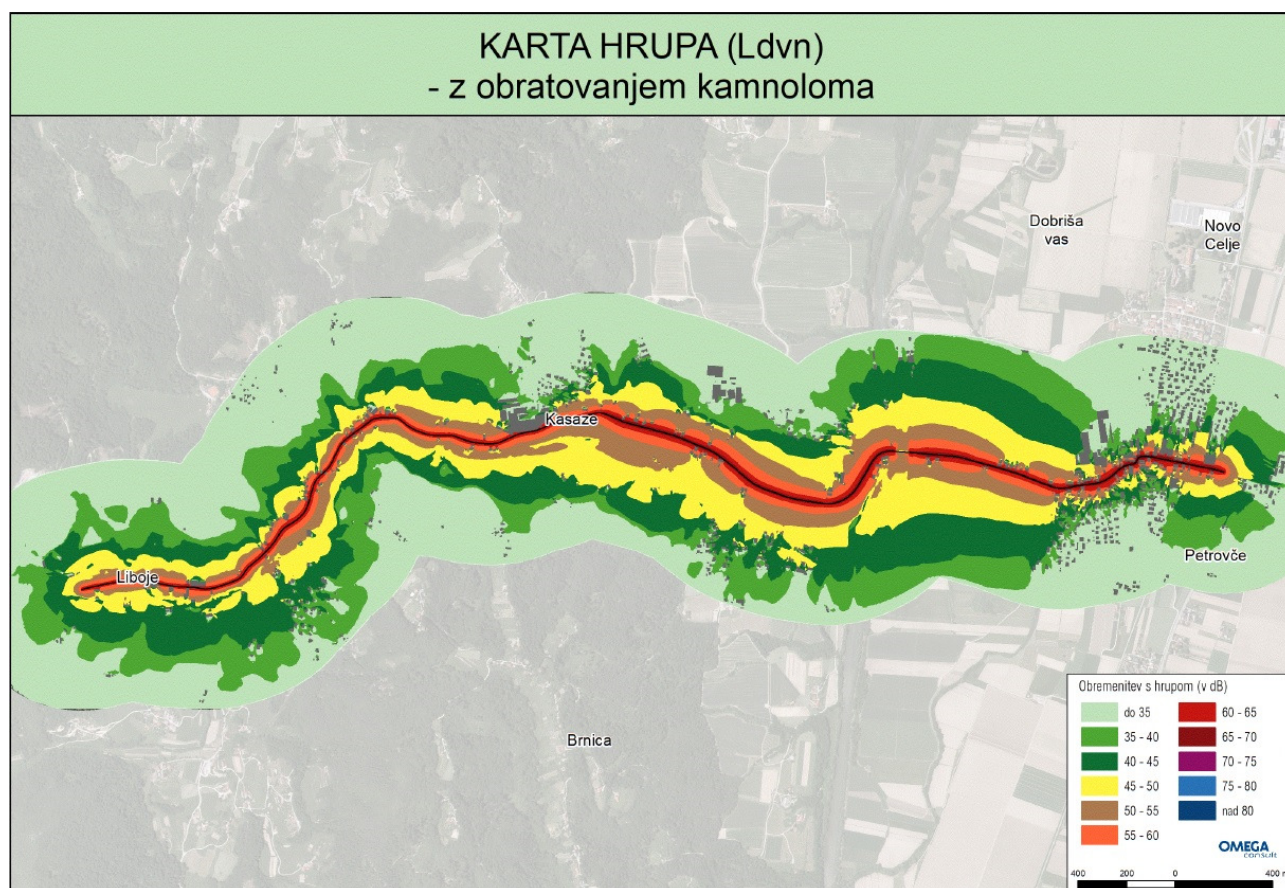 KARTA HRUPA (Ldvn)
- z obratovanjem kamnoloma
Dobriša
vas
Novo
Celje
Kasaze
Liboje
Petrovče
Brnica
Obremenitev s hrupom (v dB)
do 35
35 - 40
40 - 45
45 - 50
50 - 55
55 - 60
60 - 65
65 - 70
70 - 75
75 - 80
nad 80
OMEGA
consult
400 200 0 400